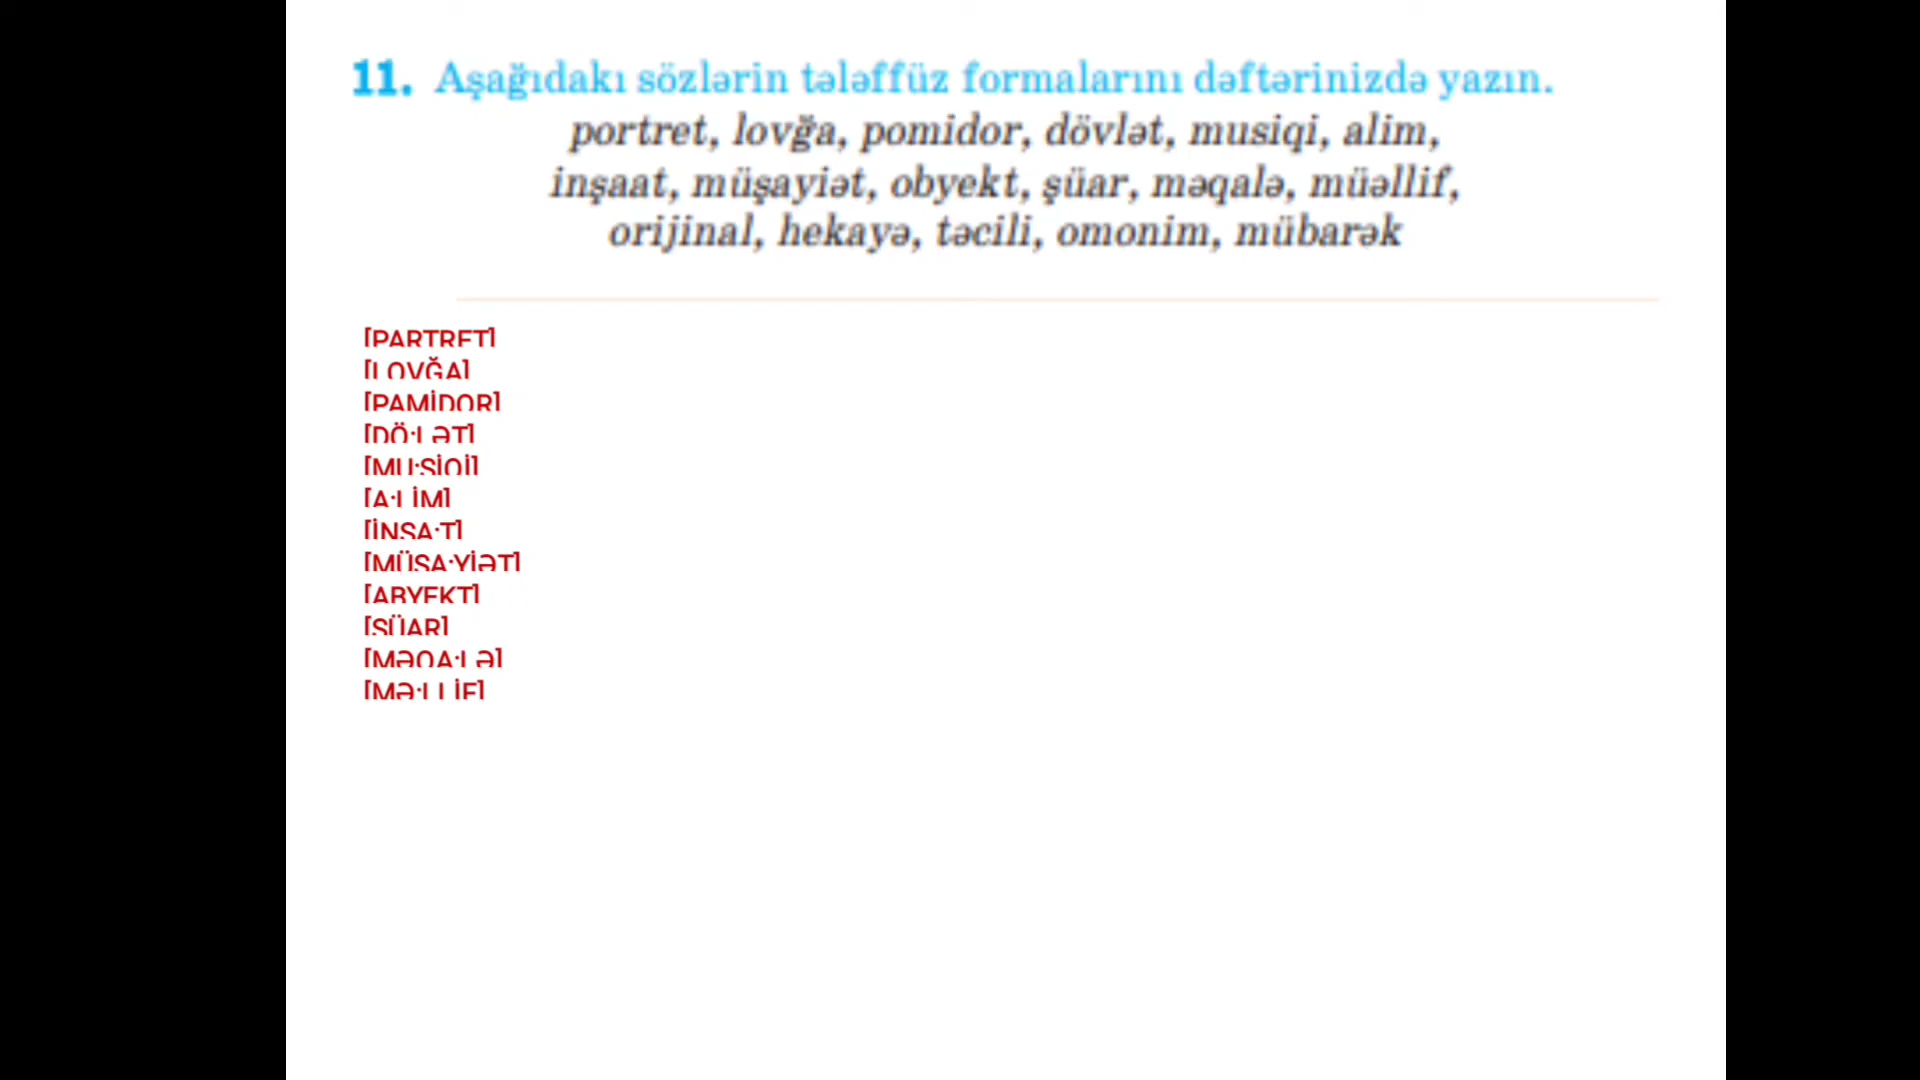 11. Aşağıdakı sözlərin tələffüz formalarını dəftərinizdə yazın.
portret, lovğa, pomidor, dövlət, musiqi, alim,
inşaat, müşayiət, obyekt, şüar, məqalə, müəllif,
orijinal, hekayə, təcili, omonim, mübarək
[PARTRET]
[LOVĞA]
[PAMİDOR]
[DÖ:LƏT]
[MU:SİQİ]
[A:LİM]
[İNŞA:T]
[MÜŞA:YİƏT]
[ABYEKT]
[ŞÜAR]
[MƏQA:LƏ]
[MƏ:LLİF]